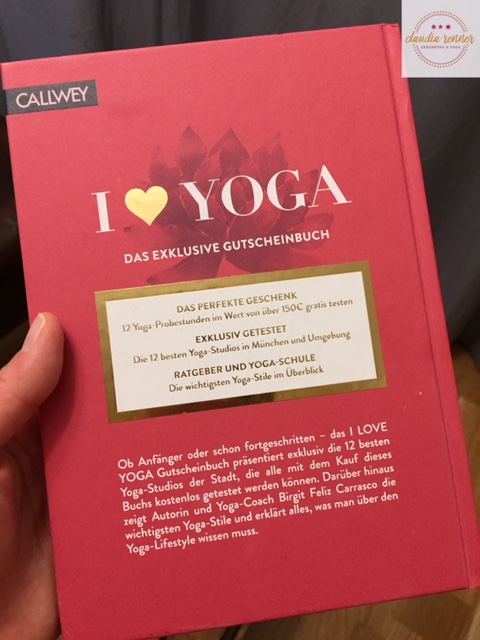 claudia renner
CALLWEY
I YOGA
DAS EXKLUSIVE GUTSCHEINBUCH
DAS PERFEKTE GESCHENK
12 Yoga-Probestunden im Wert von über 150€ gratis testen
EXKLUSIV GETESTET
Die 12 besten Yoga-Studios in München und Umgebung
RATGEBER UND YOGA-SCHULE
Die wichtigsten Yoga-Stile im Überblick
Ob Anfänger oder schon fortgeschritten – das I LOVE
YOGA Gutscheinbuch präsentiert exklusiv die 12 besten
Yoga-Studios der Stadt, die alle mit dem Kauf dieses
Buchs kostenlos getestet werden können. Darüber hinaus
zeigt Autorin und Yoga-Coach Birgit Feliz Carrasco die
wichtigsten Yoga-Stile und erklärt alles, was man über den
Yoga-Lifestyle wissen muss.